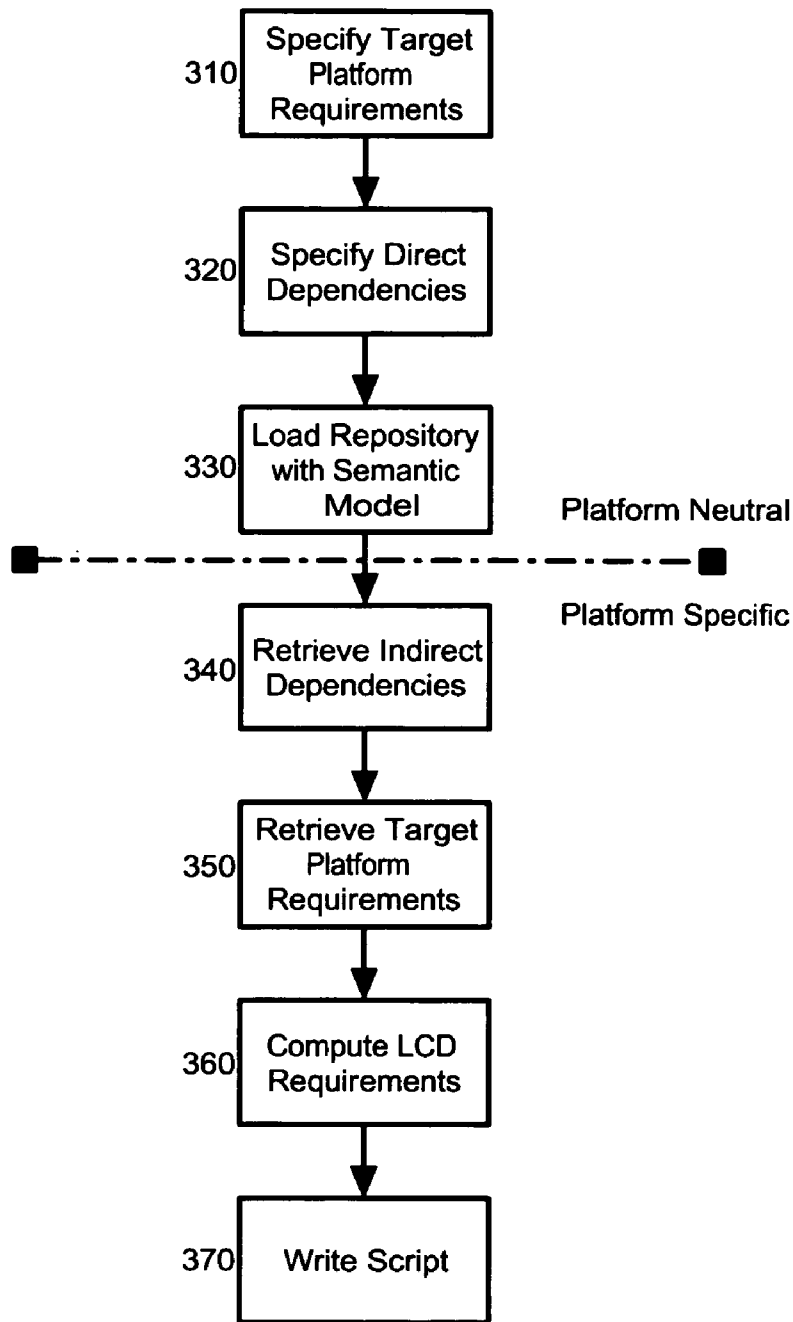 310
Specify Target
Platform
Requirements
320
Specify Direct
Dependencies
330
Load Repository
with Semantic
Model
Platform Neutral
Platform Specific
340
Retrieve Indirect
Dependencies
350
Retrieve Target
Platform
Requirements
360
Compute LCD
Requirements
370
Write Script